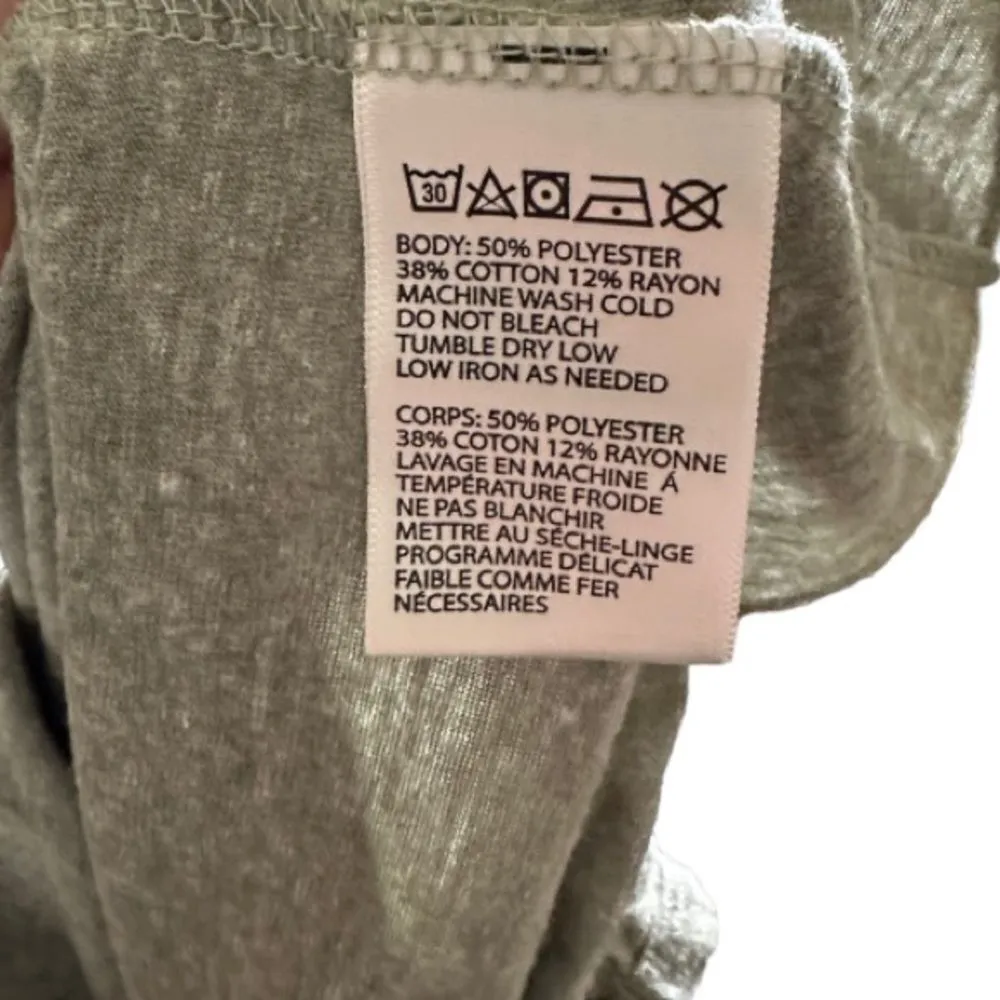 30
BODY: 50% POLYESTER
38% COTTON 12% RAYON
MACHINE WASH COLD
DO NOT BLEACH
TUMBLE DRY LOW
LOW IRON AS NEEDED
CORPS: 50% POLYESTER
38% COTON 12% RAYONNE
LAVAGE EN MACHINE Á
TEMPÉRATURE FROIDE
NE PAS BLANCHIR
METTRE AU SÉCHE-LINGE
PROGRAMME DÉLICAT
FAIBLE COMME FER
NÉCESSAIRES